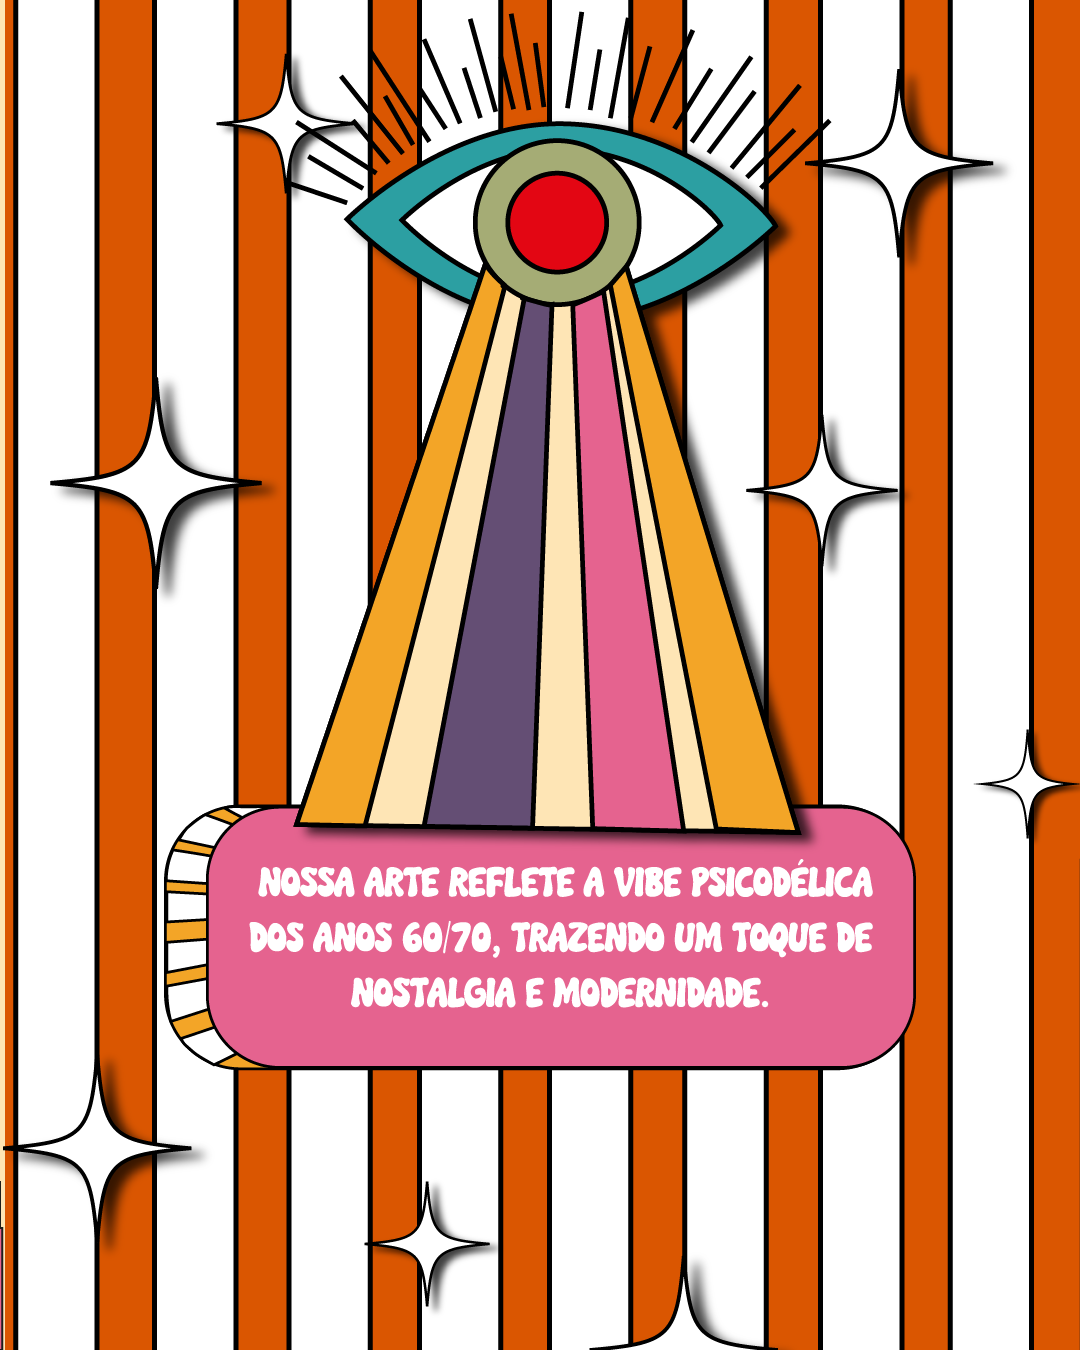 NOSSA ARTE REFLETE A VIBE PSICODÉLICA
DOS ANOS 60/70, TRAZENDO UM TOQUE DE
NOSTALGIA E MODERNIDADE.